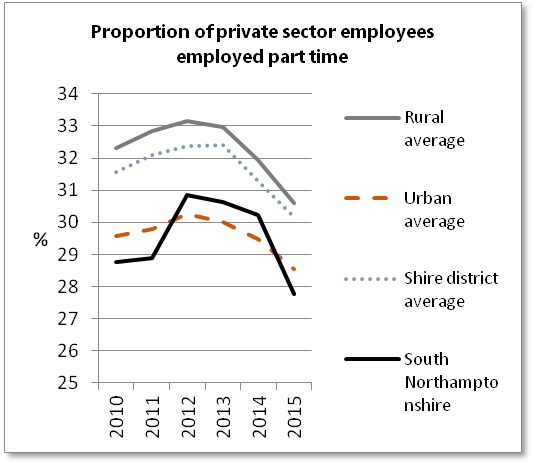 Proportion of private sector employees
employed part time
34
33
32
31
30
29
28
27
26
25
%
2010
2011
2012
2013
2014
2015
Rural
average
Urban
average
Shire district
average
South
Northampto
nshire